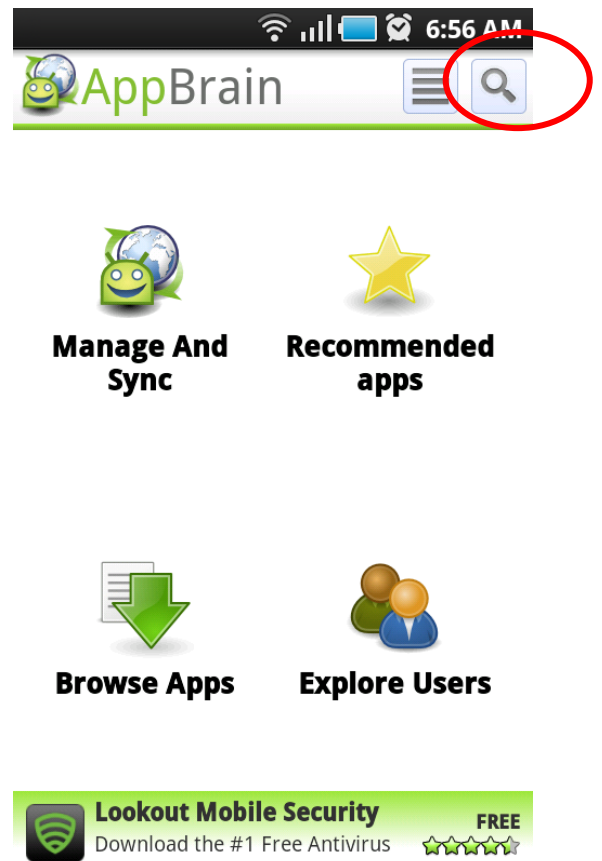 6:56 AM
AppBrain
Manage And
Sync
Recommended
apps
Browse Apps
Explore Users
Lookout Mobile Security
Download the #1 Free Antivirus
FREE